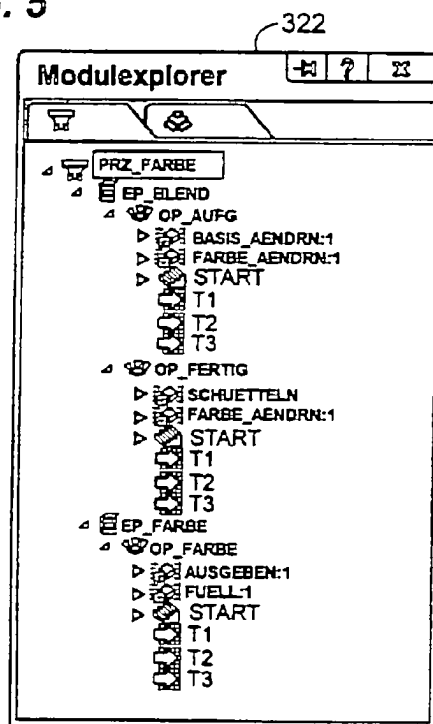 . 5
322
Modulexplorer ?
PRZ_FARBE
EP_BLEND
OP_AUFG
BASIS_AENDRN:1
FARBE_AENDRN:1
START
T1
T2
T3
OP_FERTIG
SCHUETTELN
FARBE_AENDRN:1
START
T1
T2
T3
EP_FARBE
OP_FARBE
AUSGEBEN:1
FUELL:1
START
T1
T2
T3